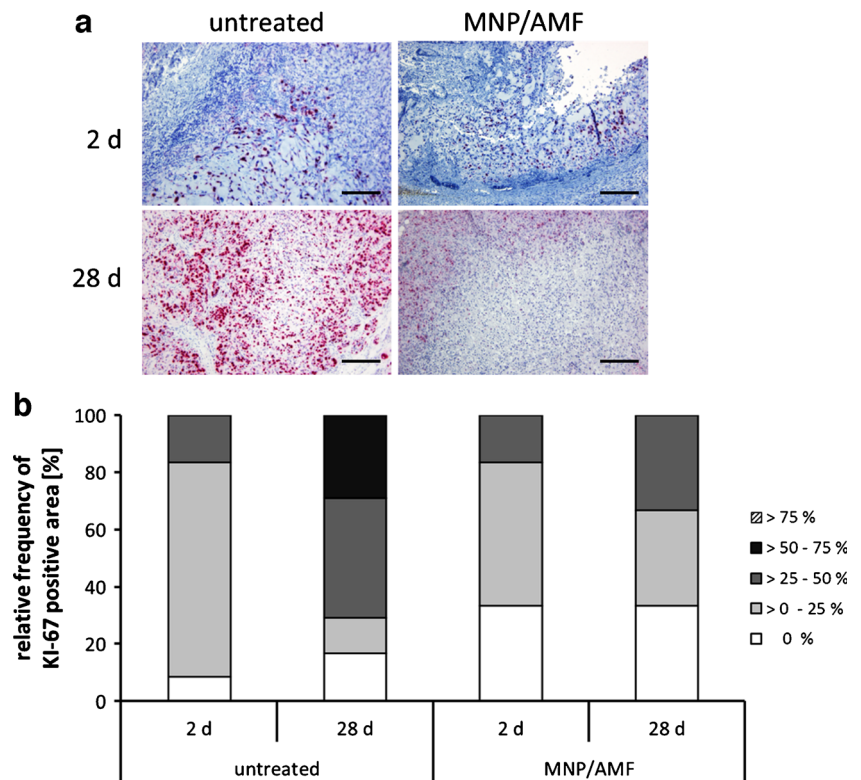 a
untreated MNP/AMF
2 d
28 d
b
relative frequency of
KI-67 positive area [%]
100
80
60
40
20
0
> 75 %
> 50 - 75 %
> 25 - 50 %
> 0 - 25 %
0 %
2 d 28 d 2 d 28 d
untreated MNP/AMF